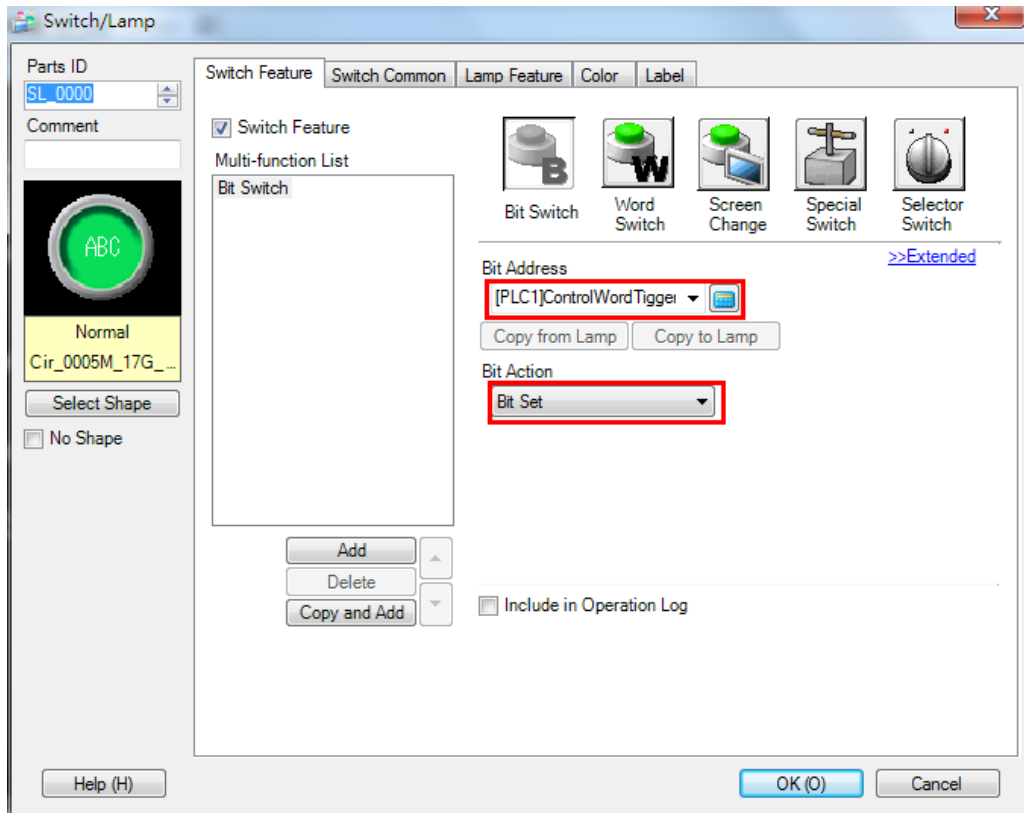 Switch/Lamp
Parts ID
SL_0000
Comment
ABC
Normal
Cir_0005M_17G_...
Select Shape
No Shape
Switch Feature
Switch Common
Lamp Feature
Color
Label
Switch Feature
Multi-function List
Bit Switch
Add
Delete
Copy and Add
B
Bit Switch
W
Word
Switch
Screen
Change
Special
Switch
Selector
Switch
>>Extended
Bit Address
[PLC1]ControlWordTigger
Copy from Lamp
Copy to Lamp
Bit Action
Bit Set
Include in Operation Log
Help (H)
OK (O)
Cancel